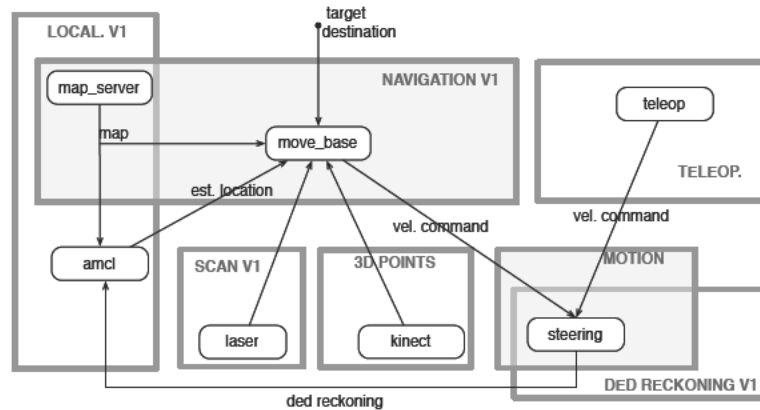 target
destination
LOCAL. V1
NAVIGATION V1
map_server
teleop
map
move_base
TELEOP.
est. location
vel. command
vel. command
amcl
SCAN V1
3D POINTS
MOTION
laser
kinect
steering
DED RECKONING V1
ded reckoning